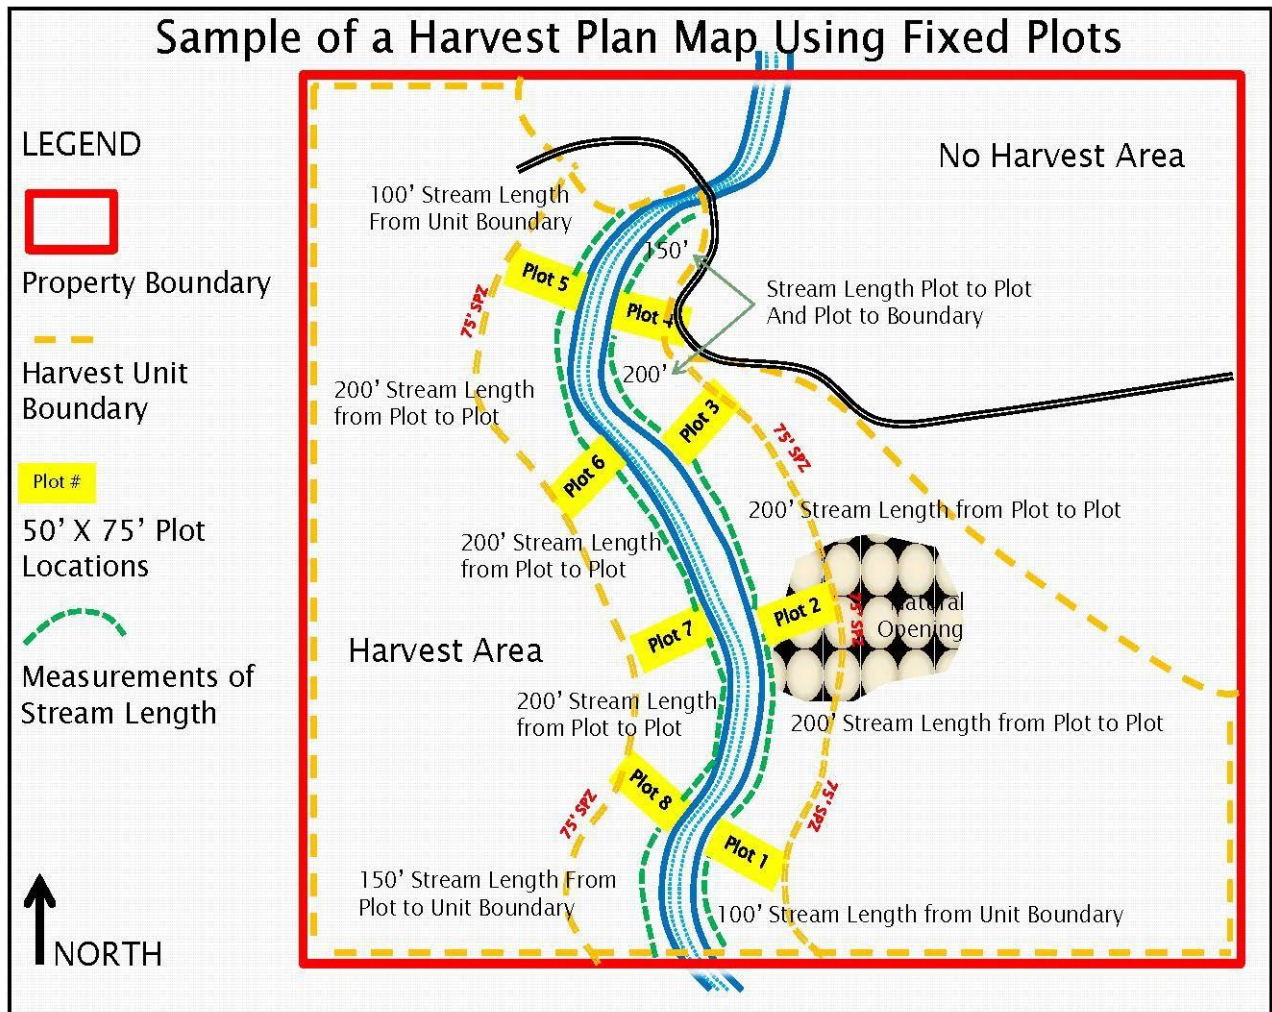 Sample of a Harvest Plan Map Using Fixed Plots
LEGEND
Property Boundary
Harvest Unit
Boundary
Plot #
50' X 75' Plot
Locations
Measurements of
Stream Length
NORTH
No Harvest Area
100' Stream Length
From Unit Boundary
150'
Plot 5
Plot 4
Stream Length Plot to Plot
And Plot to Boundary
75' SPZ
200'
200' Stream Length
from Plot to Plot
Plot 3
75' SPZ
Plot 6
200' Stream Length from Plot to Plot
200' Stream Length
from Plot to Plot
Plot 2
75' SPZ
Natural
Opening
Plot 7
Harvest Area
200' Stream Length
from Plot to Plot
200' Stream Length from Plot to Plot
Plot 8
75' SPZ
75' SPZ
Plot 1
150' Stream Length From
Plot to Unit Boundary
100' Stream Length from Unit Boundary